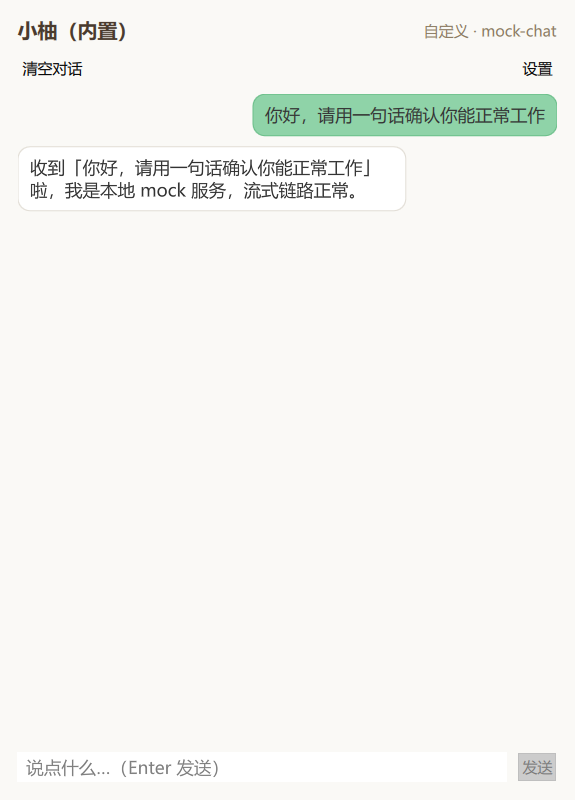 小柚（内置）
自定义 · mock-chat
清空对话
设置
你好，请用一句话确认你能正常工作
收到「你好，请用一句话确认你能正常工作」
啦，我是本地 mock 服务，流式链路正常。
说点什么...（Enter 发送）
发送